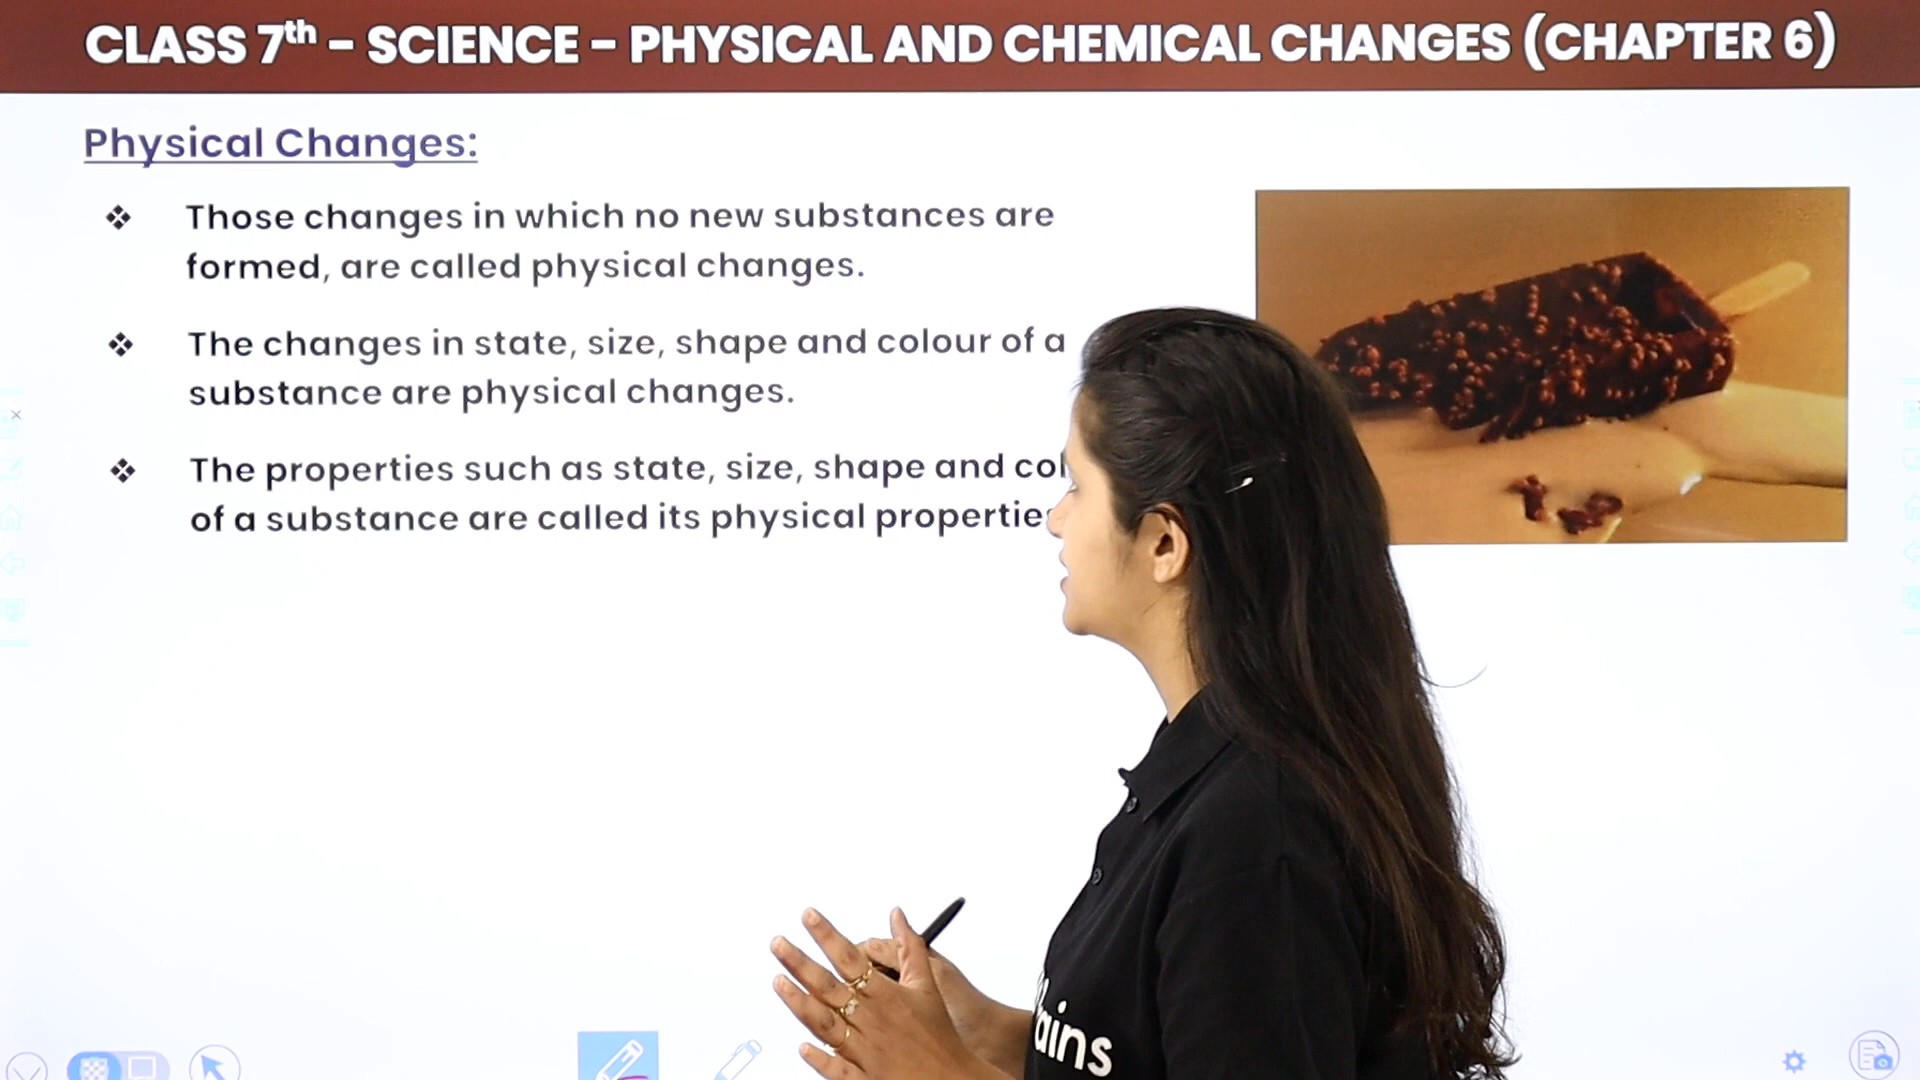 CLASS 7th - SCIENCE - PHYSICAL AND CHEMICAL CHANGES (CHAPTER 6)
Physical Changes:
❖ Those changes in which no new substances are
formed, are called physical changes.
❖ The changes in state, size, shape and colour of a
substance are physical changes.
❖ The properties such as state, size, shape and
of a substance are called its physical
ains